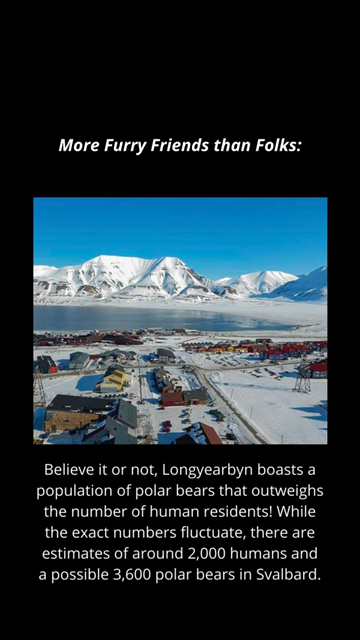 More Furry Friends than Folks:
Believe it or not, Longyearbyn boasts a
population of polar bears that outweighs
the number of human residents! While
the exact numbers fluctuate, there are
estimates of around 2,000 humans and
a possible 3,600 polar bears in Svalbard.